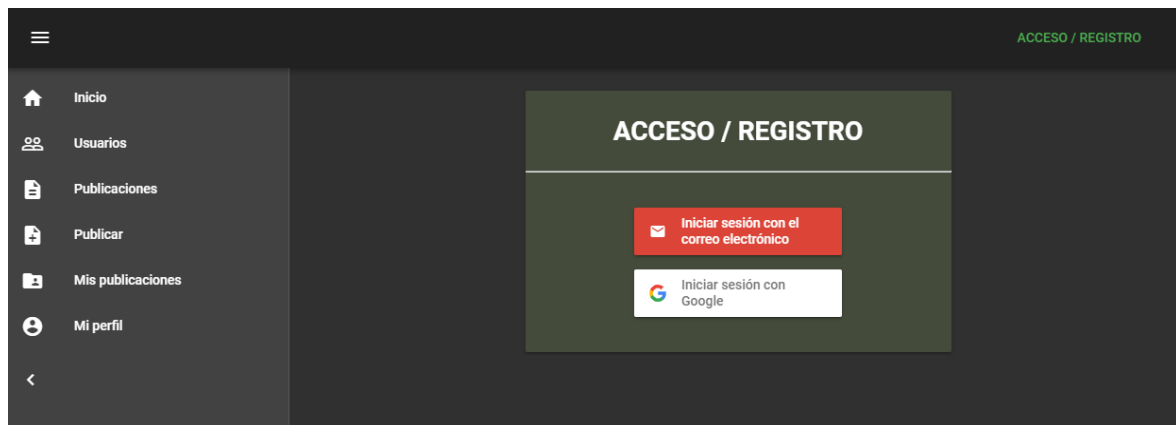 ACCESO / REGISTRO
Inicio
Usuarios
Publicaciones
Publicar
Mis publicaciones
Mi perfil
ACCESO / REGISTRO
Iniciar sesión con el
correo electrónico
Iniciar sesión con
Google